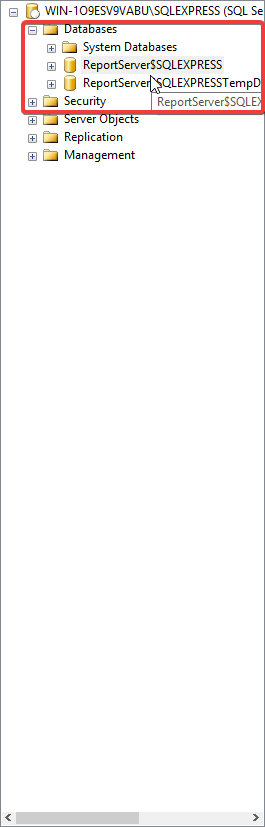 WIN-1O9ESV9VABU\SQLEXPRESS (SQL Se
Databases
System Databases
ReportServer$SQLEXPRESS
ReportServer$SQLEXPRESSTempD
ReportServer$SQLEX
Security
Server Objects
Replication
Management